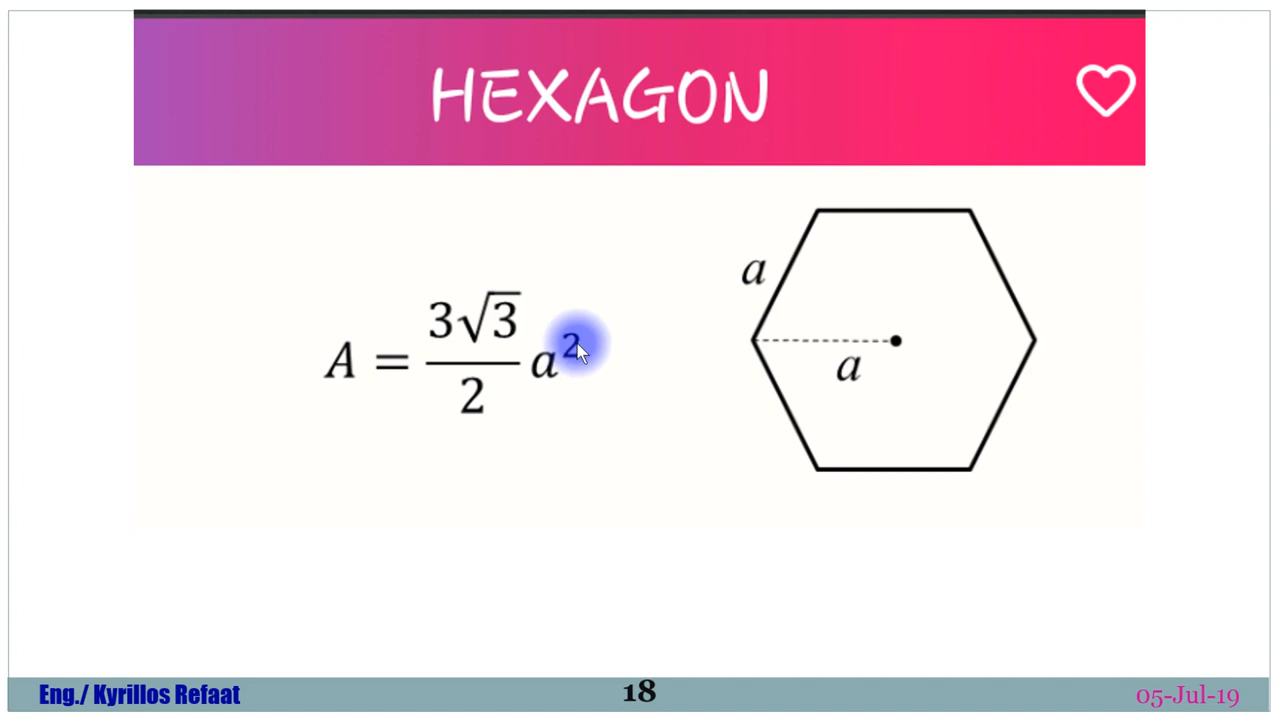 HEXAGON
A = 3√3/2 a²
a
a
Eng./ Kyrillos Refaat
18
05-Jul-19